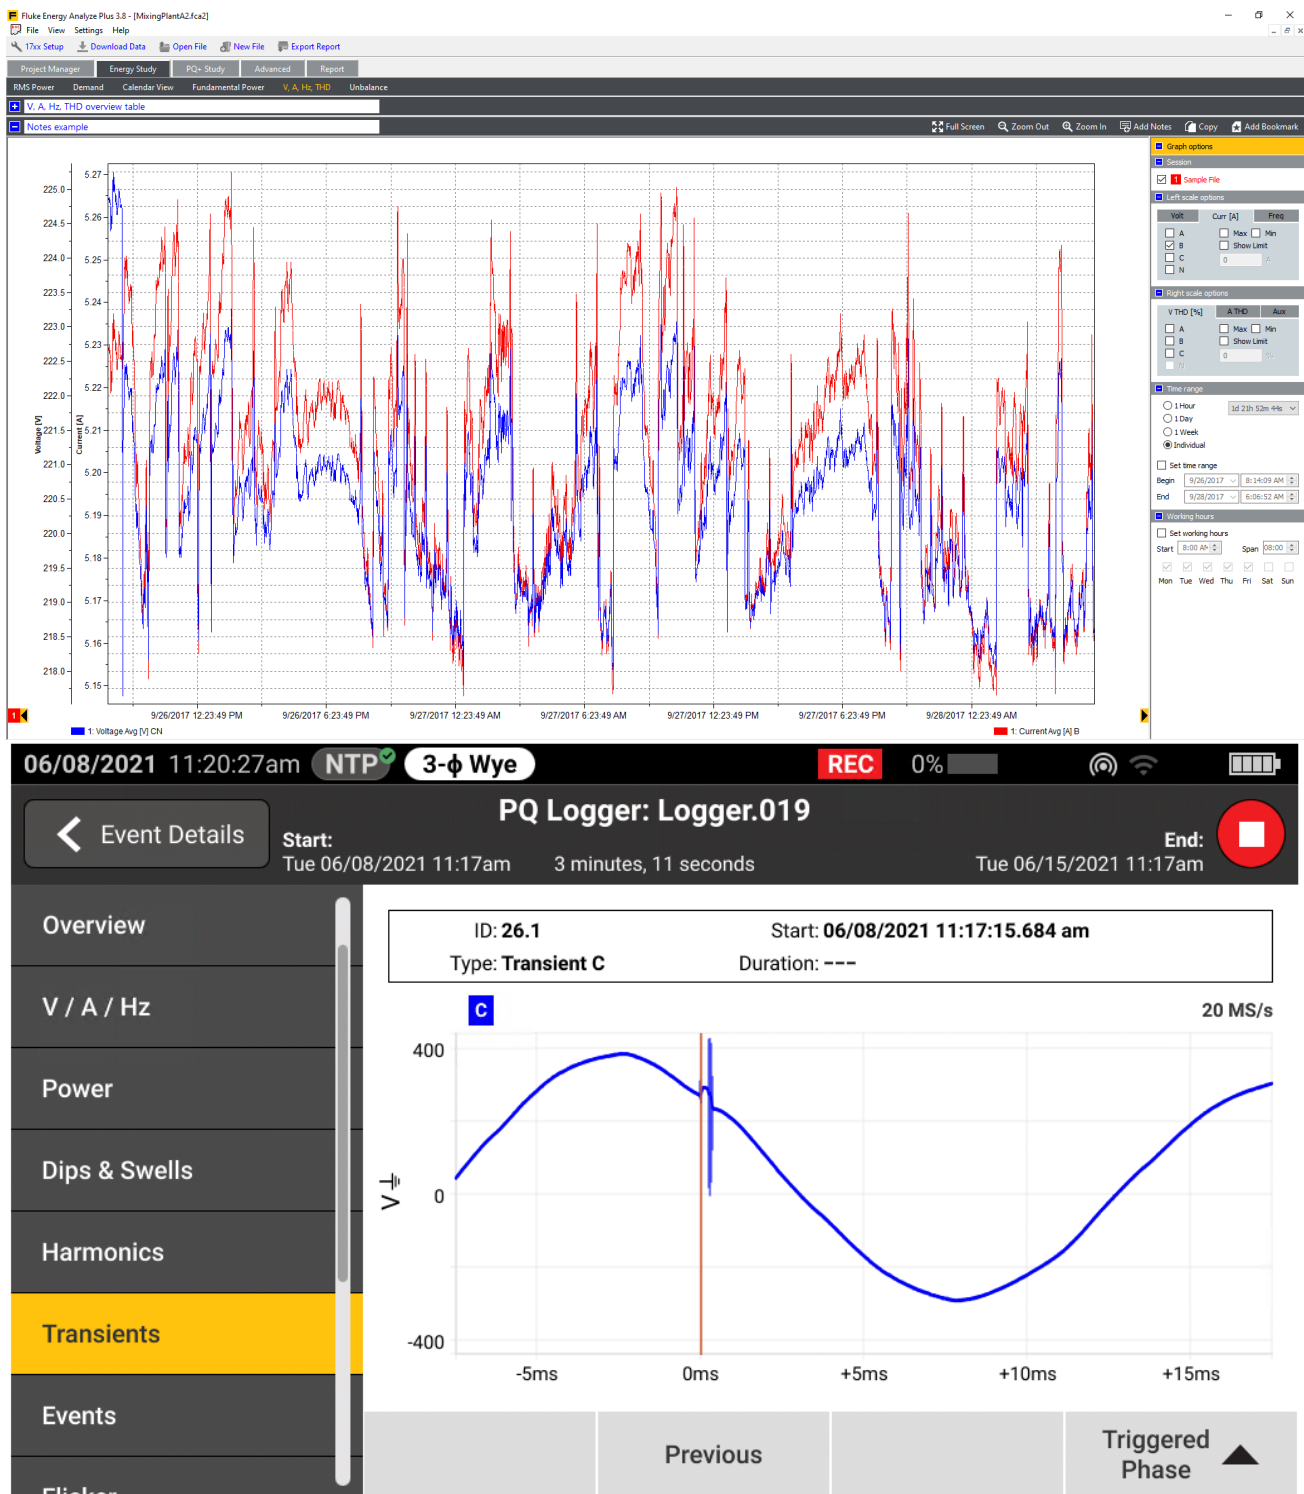 Fluke Energy Analyze Plus 3.8 - [MixingPlantA2.fca2]
File View Settings Help
17xx Setup Download Data Open File New File Export Report
Project Manager Energy Study PQ+ Study Advanced Report
RMS Power Demand Calendar View Fundamental Power V, A, Hz, THD Unbalance
V, A, Hz, THD overview table
Notes example Full Screen Zoom Out Zoom In Add Notes Copy Add Bookmark
Voltage [V]
225.0
224.5
224.0
223.5
223.0
222.5
222.0
221.5
221.0
220.5
220.0
219.5
219.0
218.5
218.0
Current [A]
5.27
5.26
5.25
5.24
5.23
5.22
5.21
5.20
5.19
5.18
5.17
5.16
5.15
1
9/26/2017 12:23:49 PM 9/26/2017 6:23:49 PM 9/27/2017 12:23:49 AM 9/27/2017 6:23:49 AM 9/27/2017 12:23:49 PM 9/27/2017 6:23:49 PM 9/28/2017 12:23:49 AM
1: Voltage Avg [V] CN 1: Current Avg [A] B
Graph options
Session
1 Sample File
Left scale options
Volt Curr [A] Freq
A Max Min
B Show Limit
C 0 A
N
Right scale options
V THD [%] A THD Aux
A Max Min
B Show Limit
C 0 %
N
Time range
1 Hour 1d 21h 52m 44s
1 Day
1 Week
Individual
Set time range
Begin 9/26/2017 8:14:09 AM
End 9/28/2017 6:06:52 AM
Working hours
Set working hours
Start 8:00 AM Span 08:00
Mon Tue Wed Thu Fri Sat Sun
06/08/2021 11:20:27am NTP 3-ϕ Wye REC 0%
Event Details
PQ Logger: Logger.019
Start: End:
Tue 06/08/2021 11:17am 3 minutes, 11 seconds Tue 06/15/2021 11:17am
Overview
V / A / Hz
Power
Dips & Swells
Harmonics
Transients
Events
Flicker
ID: 26.1 Start: 06/08/2021 11:17:15.684 am
Type: Transient C Duration: ---
C 20 MS/s
400
0
-400
V
-5ms 0ms +5ms +10ms +15ms
Previous Triggered
Phase